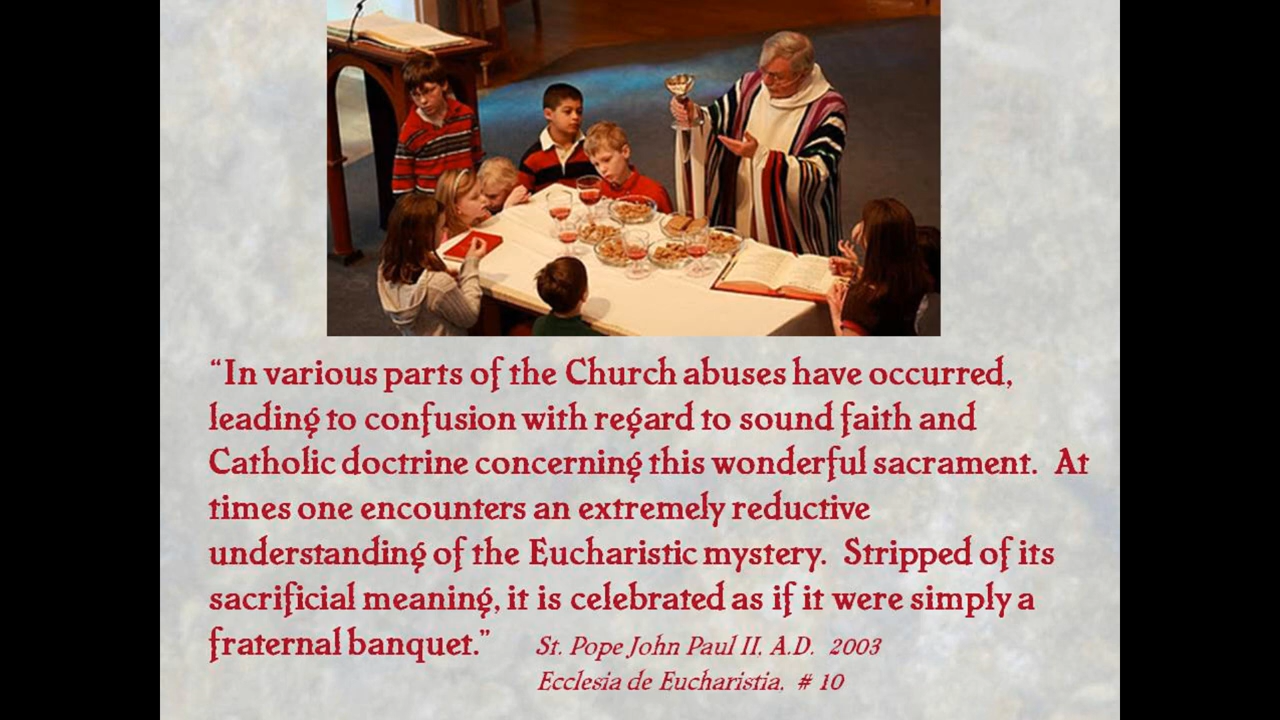 “In various parts of the Church abuses have occurred,
leading to confusion with regard to sound faith and
Catholic doctrine concerning this wonderful sacrament.  At
times one encounters an extremely reductive
understanding of the Eucharistic mystery.  Stripped of its
sacrificial meaning, it is celebrated as if it were simply a
fraternal banquet.”  St. Pope John Paul II, A.D.  2003
Ecclesia de Eucharistia,  # 10